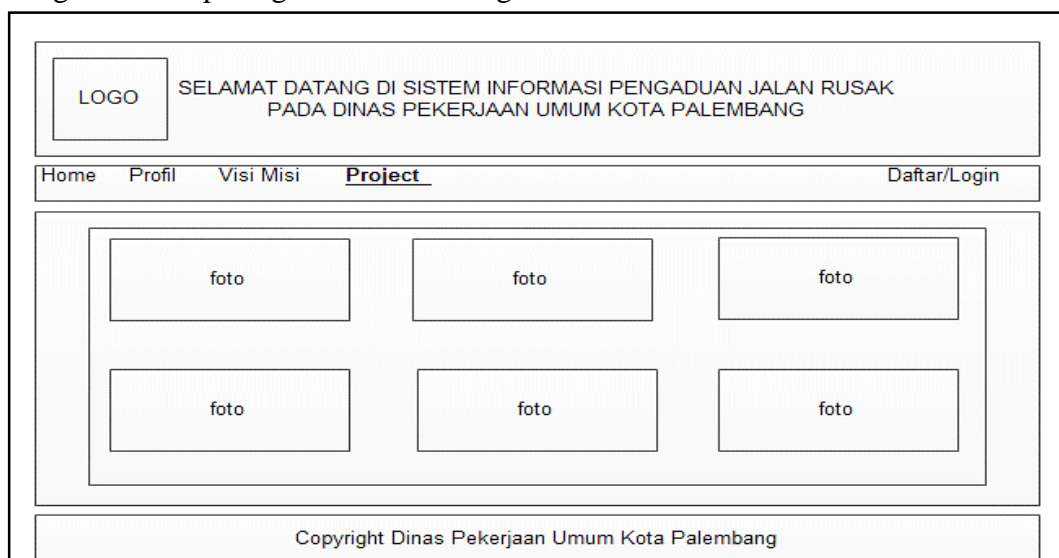 LOGO
SELAMAT DATANG DI SISTEM INFORMASI PENGADUAN JALAN RUSAK
PADA DINAS PEKERJAAN UMUM KOTA PALEMBANG
Home Profil Visi Misi Project Daftar/Login
foto foto foto
foto foto foto
Copyright Dinas Pekerjaan Umum Kota Palembang